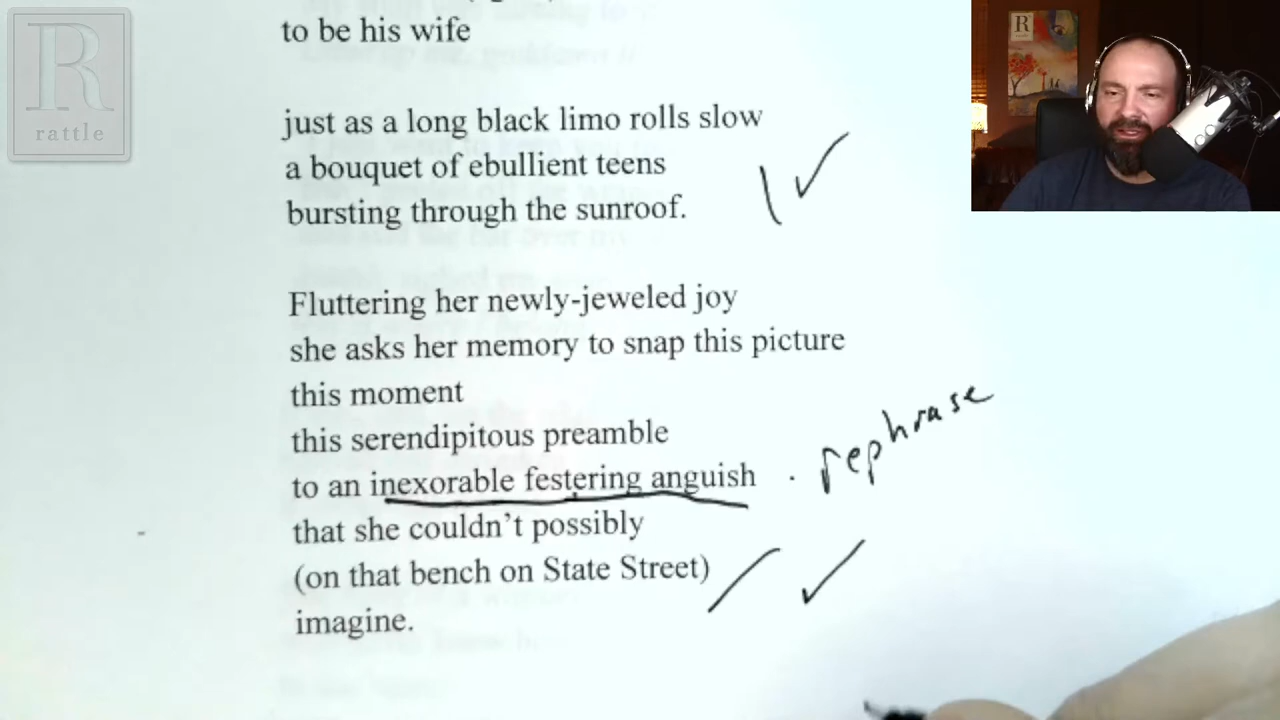 R
rattle
to be his wife
just as a long black limo rolls slow
a bouquet of ebullient teens
bursting through the sunroof.
Fluttering her newly-jeweled joy
she asks her memory to snap this picture
this moment
this serendipitous preamble
to an inexorable festering anguish
rephrase
that she couldn't possibly
(on that bench on State Street)
imagine.
R